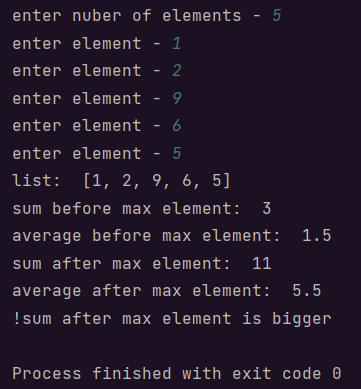 enter nuber of elements - 5
enter element - 1
enter element - 2
enter element - 9
enter element - 6
enter element - 5
list:  [1, 2, 9, 6, 5]
sum before max element:  3
average before max element:  1.5
sum after max element:  11
average after max element:  5.5
!sum after max element is bigger
Process finished with exit code 0